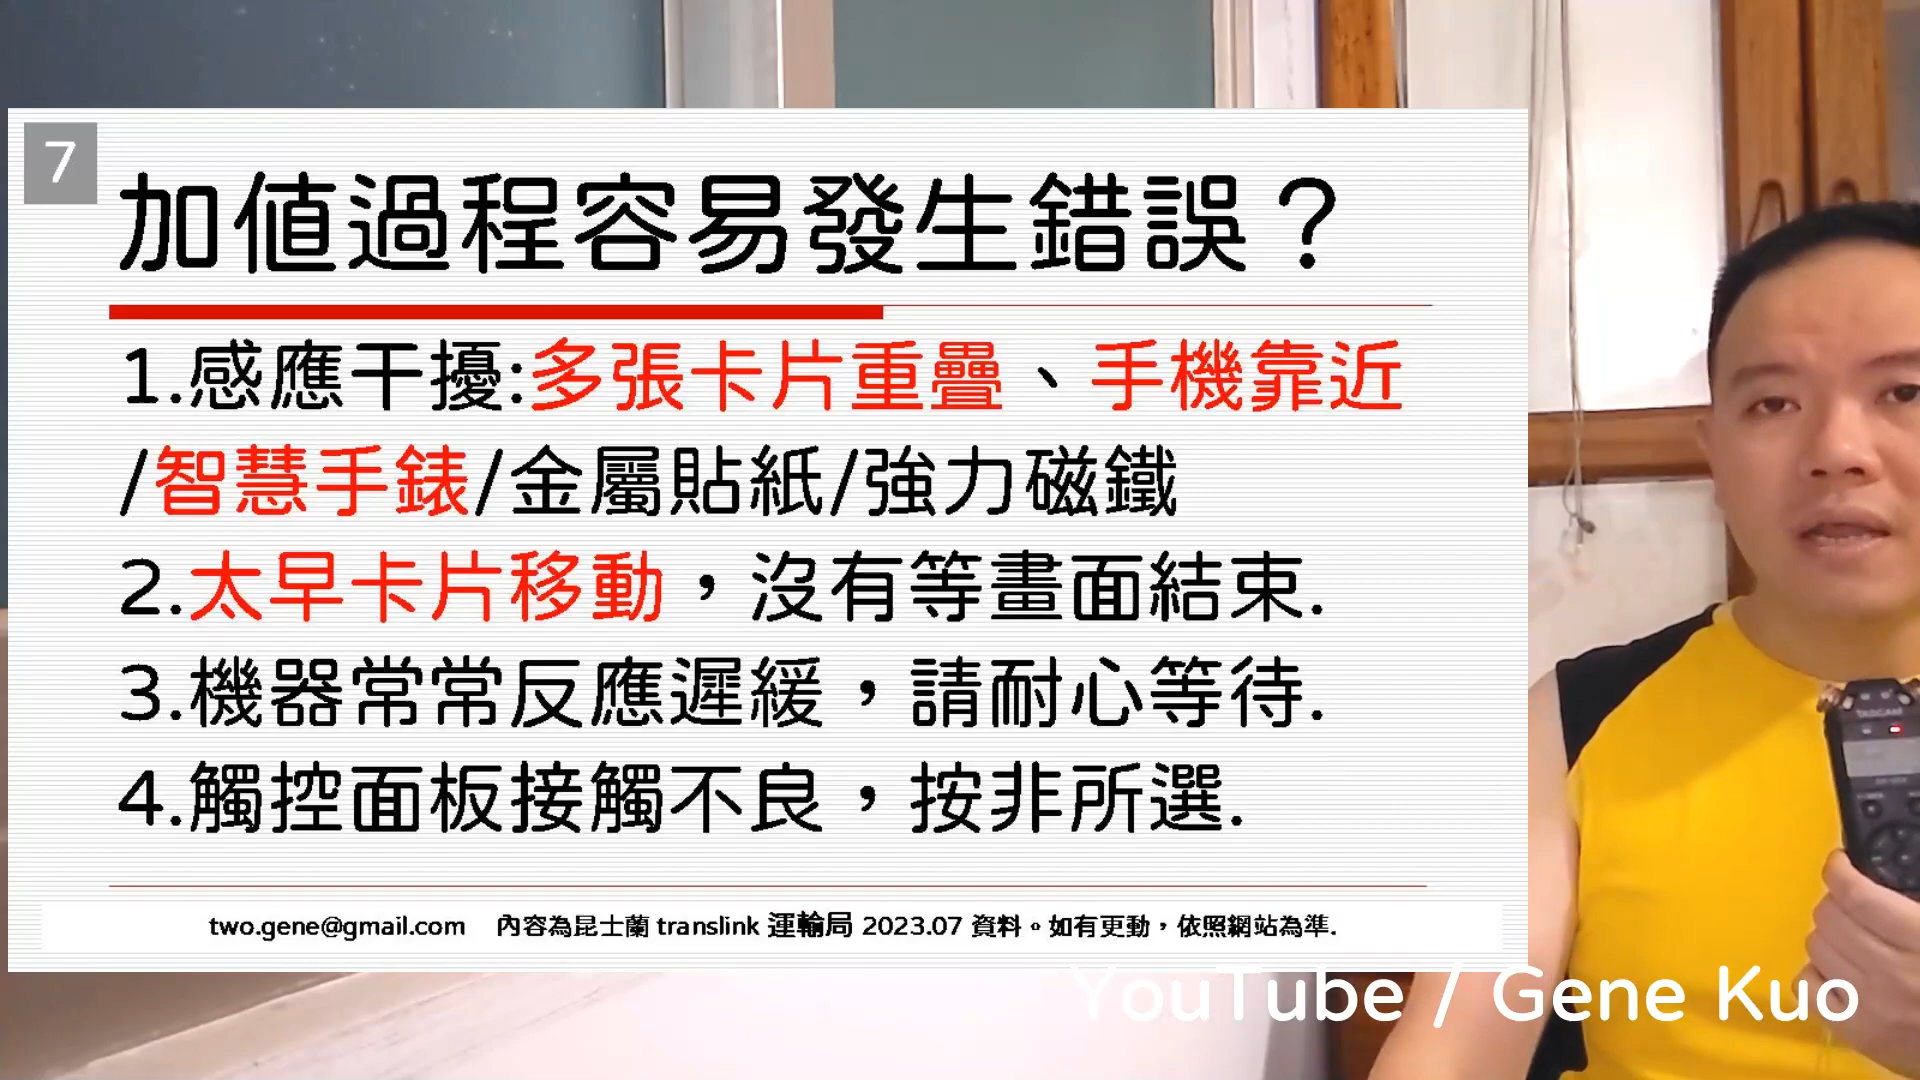 7
加值過程容易發生錯誤？
1.感應干擾:多張卡片重疊、手機靠近
/智慧手錶/金屬貼紙/強力磁鐵
2.太早卡片移動，沒有等畫面結束.
3.機器常常反應遲緩，請耐心等待.
4.觸控面板接觸不良，按非所選.
two.gene@gmail.com 內容為昆士蘭 translink 運輸局 2023.07 資料。如有更動，依照網站為準.
YouTube / Gene Kuo
TASCAM